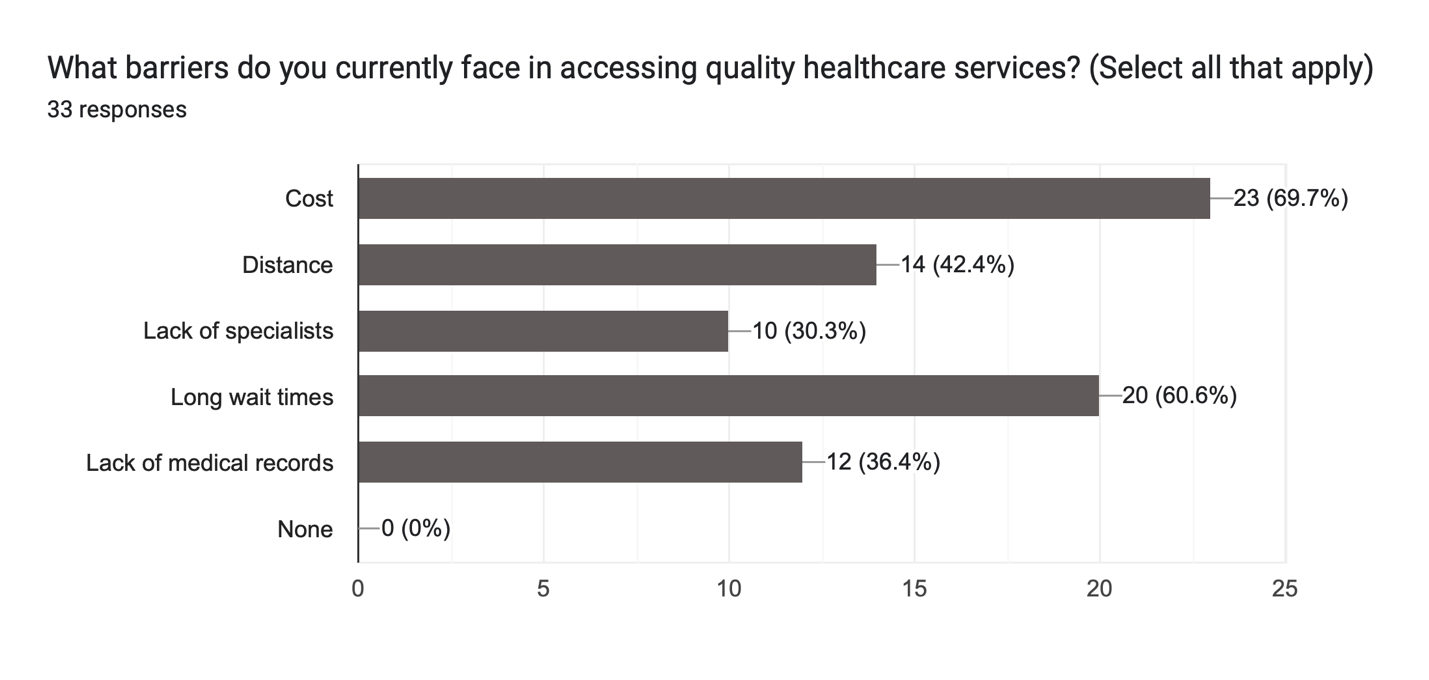 What barriers do you currently face in accessing quality healthcare services? (Select all that apply)
33 responses
Cost
23 (69.7%)
Distance
14 (42.4%)
Lack of specialists
10 (30.3%)
Long wait times
20 (60.6%)
Lack of medical records
12 (36.4%)
None
0 (0%)
0
5
10
15
20
25